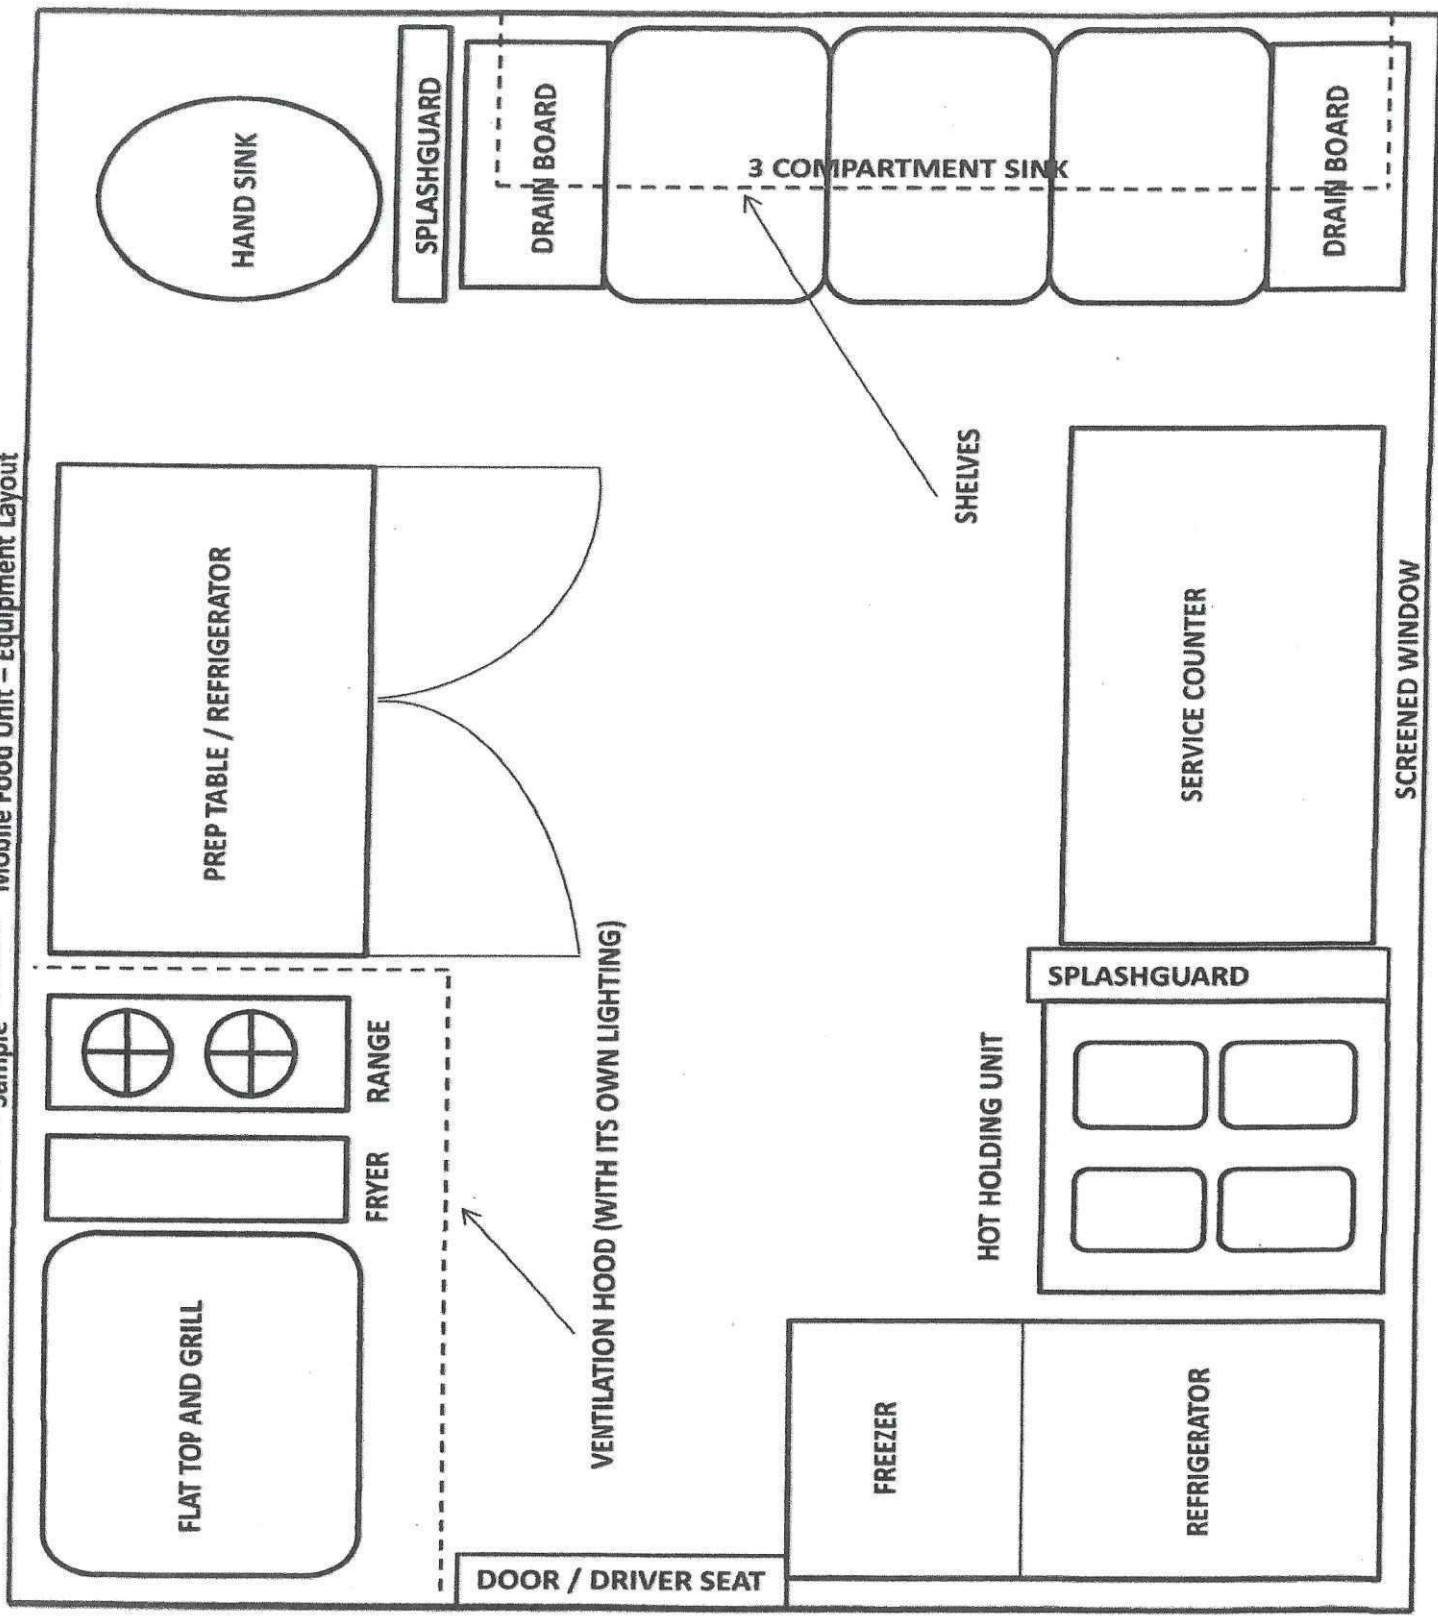 Mobile Food Unit – Equipment Layout
HAND SINK
SPLASHGUARD
DRAIN BOARD
3 COMPARTMENT SINK
DRAIN BOARD
SHELVES
PREP TABLE / REFRIGERATOR
SERVICE COUNTER
SCREENED WINDOW
RANGE
FRYER
FLAT TOP AND GRILL
VENTILATION HOOD (WITH ITS OWN LIGHTING)
SPLASHGUARD
HOT HOLDING UNIT
FREEZER
REFRIGERATOR
DOOR / DRIVER SEAT